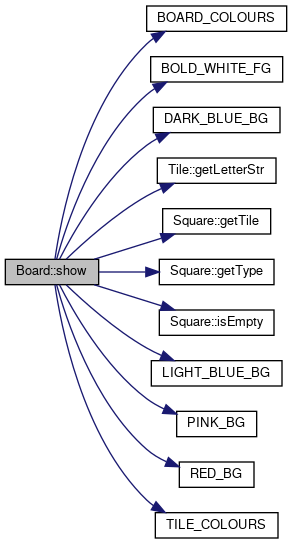 BOARD_COLOURS
BOLD_WHITE_FG
DARK_BLUE_BG
Tile::getLetterStr
Square::getTile
Board::show
Square::getType
Square::isEmpty
LIGHT_BLUE_BG
PINK_BG
RED_BG
TILE_COLOURS